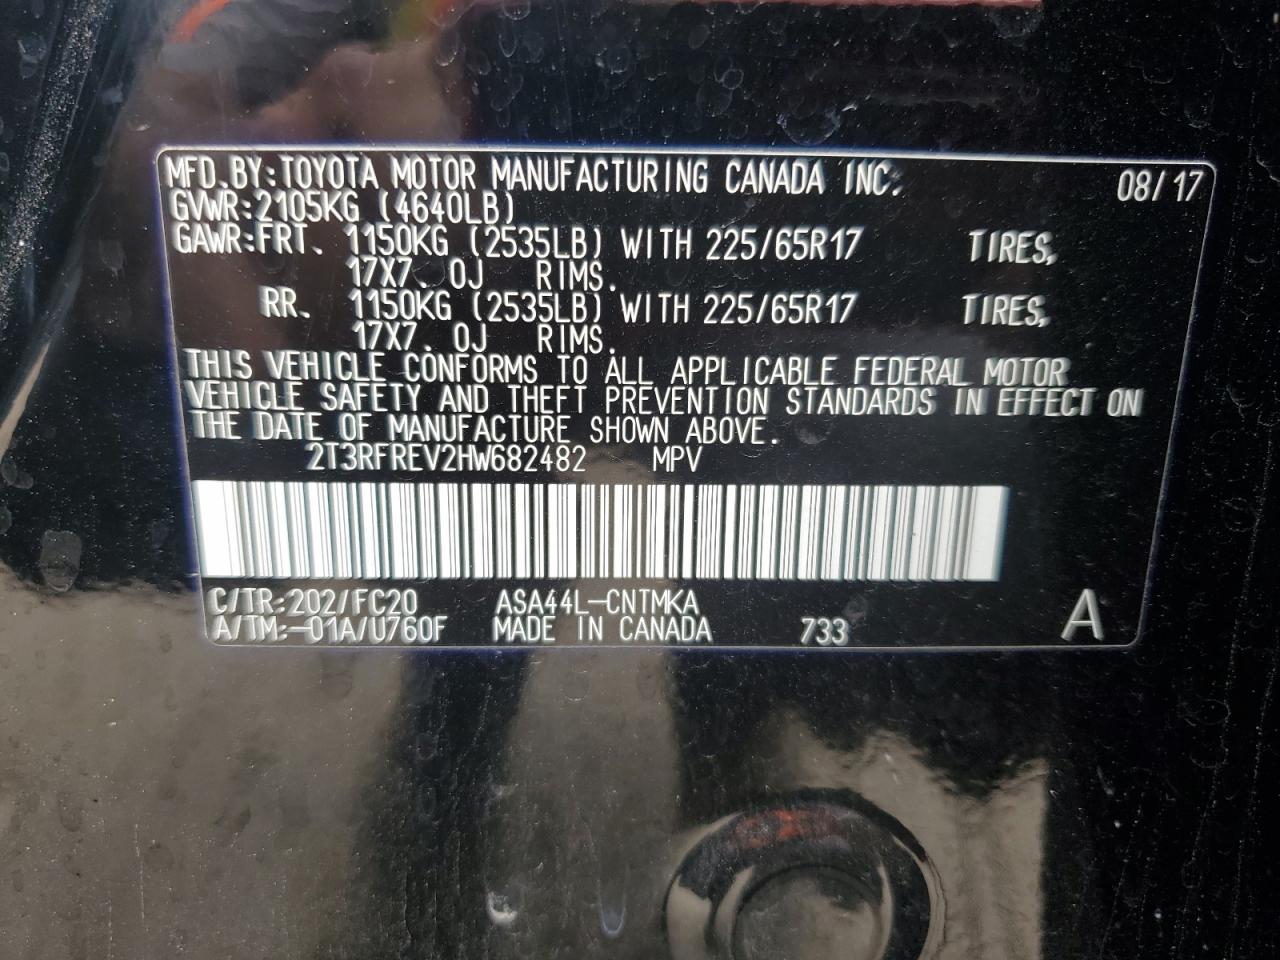 MFD. BY:TOYOTA MOTOR MANUFACTURING CANADA INC. 08/17
GVWR:2105KG (4640LB)
GAWR:FRT. 1150KG (2535LB) WITH 225/65R17 TIRES,
17X7. 0J RIMS.
RR. 1150KG (2535LB) WITH 225/65R17 TIRES,
17X7. 0J RIMS.
THIS VEHICLE CONFORMS TO ALL APPLICABLE FEDERAL MOTOR
VEHICLE SAFETY AND THEFT PREVENTION STANDARDS IN EFFECT ON
THE DATE OF MANUFACTURE SHOWN ABOVE.
2T3RFREV2HW682482 MPV
C/TR:202/FC20 ASA44L-CNTMKA
A/TM:-01A/U760F MADE IN CANADA 733 A